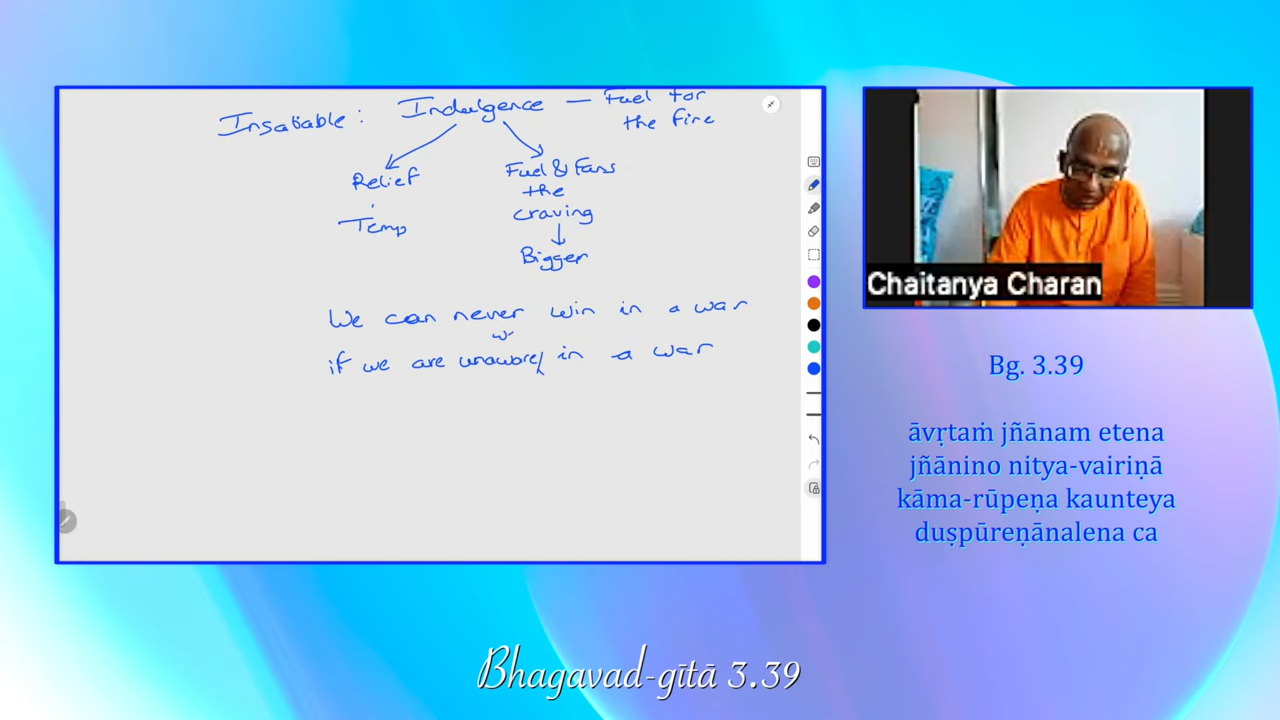 Insatiable : Indulgence — Fuel for
the fire
Relief
Temp
Fuel & Fans
the
craving
Bigger
We can never win in a war
if we are unaware in a war
Chaitanya Charan
Bg. 3.39
āvṛtaṁ jñānam etena
jñānino nitya-vairiṇā
kāma-rūpeṇa kaunteya
duṣpūreṇānalena ca
Bhagavad-gītā 3.39